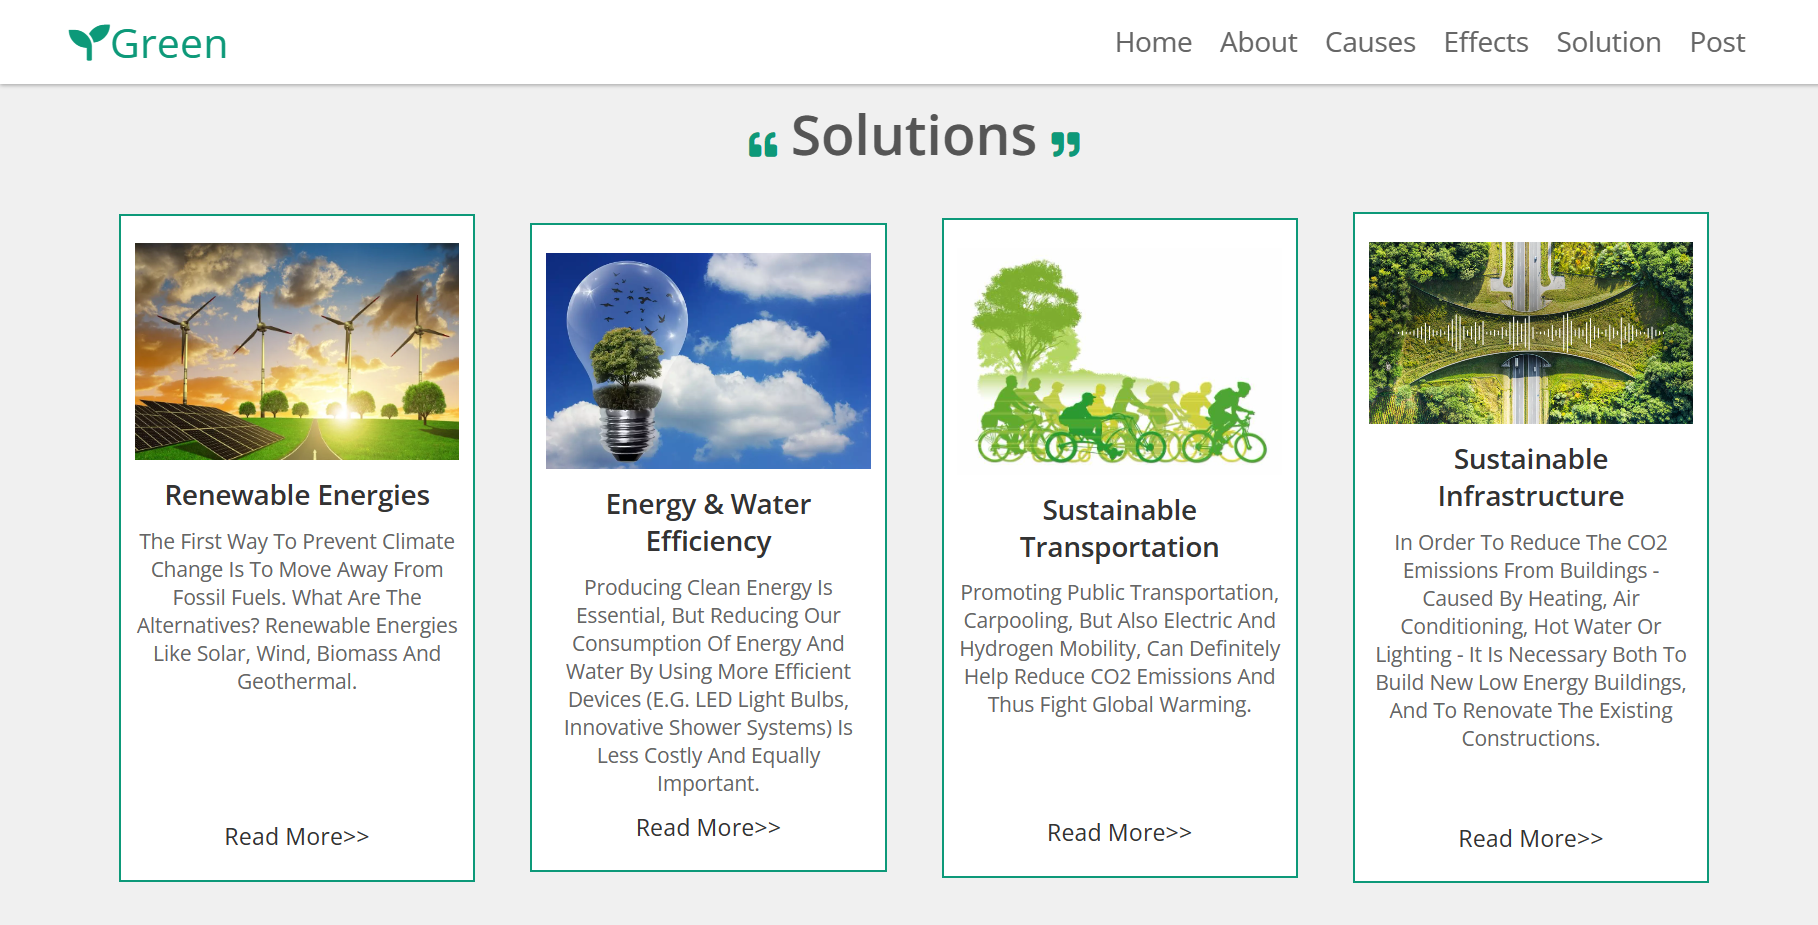 Green
Home About Causes Effects Solution Post
“ Solutions ”
Renewable Energies
The First Way To Prevent Climate
Change Is To Move Away From
Fossil Fuels. What Are The
Alternatives? Renewable Energies
Like Solar, Wind, Biomass And
Geothermal.
Read More>>
Energy & Water
Efficiency
Producing Clean Energy Is
Essential, But Reducing Our
Consumption Of Energy And
Water By Using More Efficient
Devices (E.G. LED Light Bulbs,
Innovative Shower Systems) Is
Less Costly And Equally
Important.
Read More>>
Sustainable
Transportation
Promoting Public Transportation,
Carpooling, But Also Electric And
Hydrogen Mobility, Can Definitely
Help Reduce CO2 Emissions And
Thus Fight Global Warming.
Read More>>
Sustainable
Infrastructure
In Order To Reduce The CO2
Emissions From Buildings -
Caused By Heating, Air
Conditioning, Hot Water Or
Lighting - It Is Necessary Both To
Build New Low Energy Buildings,
And To Renovate The Existing
Constructions.
Read More>>